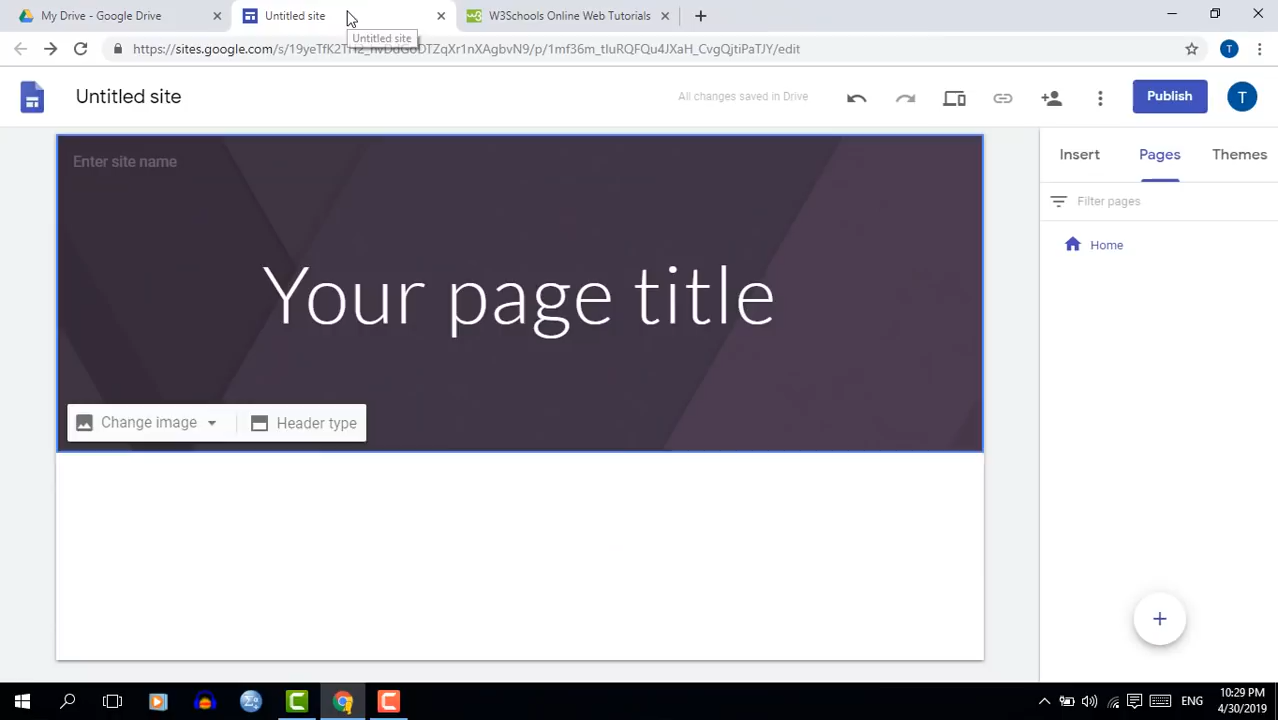 My Drive - Google Drive
Untitled site
W3Schools Online Web Tutorials
Untitled site
Untitled site
All changes saved in Drive
Publish
T
T
Enter site name
Your page title
Change image
Header type
Insert
Pages
Themes
Filter pages
Home
ENG
10:29 PM
4/30/2019